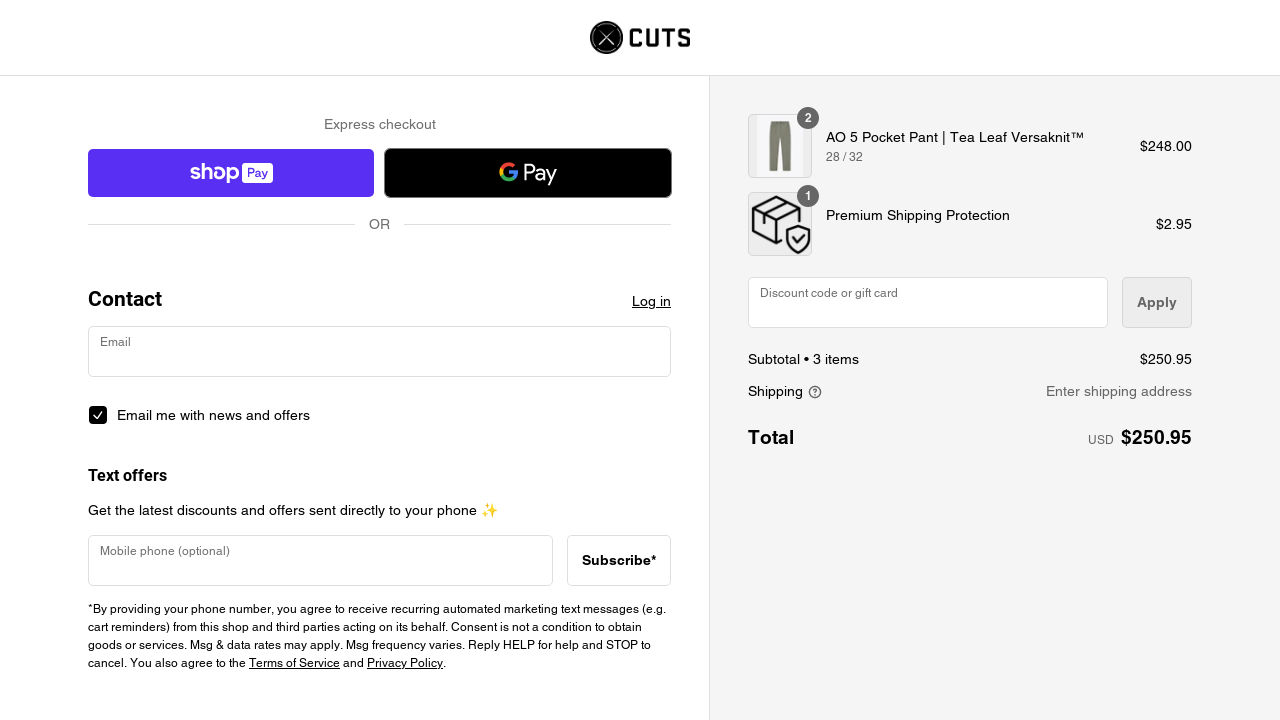 CUTS
Express checkout
shop Pay
G Pay
OR
Contact
Log in
Email
Email me with news and offers
Text offers
Get the latest discounts and offers sent directly to your phone ✨
Mobile phone (optional)
Subscribe*
*By providing your phone number, you agree to receive recurring automated marketing text messages (e.g.
cart reminders) from this shop and third parties acting on its behalf. Consent is not a condition to obtain
goods or services. Msg & data rates may apply. Msg frequency varies. Reply HELP for help and STOP to
cancel. You also agree to the Terms of Service and Privacy Policy.
2
AO 5 Pocket Pant | Tea Leaf Versaknit™
28 / 32
$248.00
1
Premium Shipping Protection
$2.95
Discount code or gift card
Apply
Subtotal • 3 items
$250.95
Shipping
Enter shipping address
Total
USD $250.95